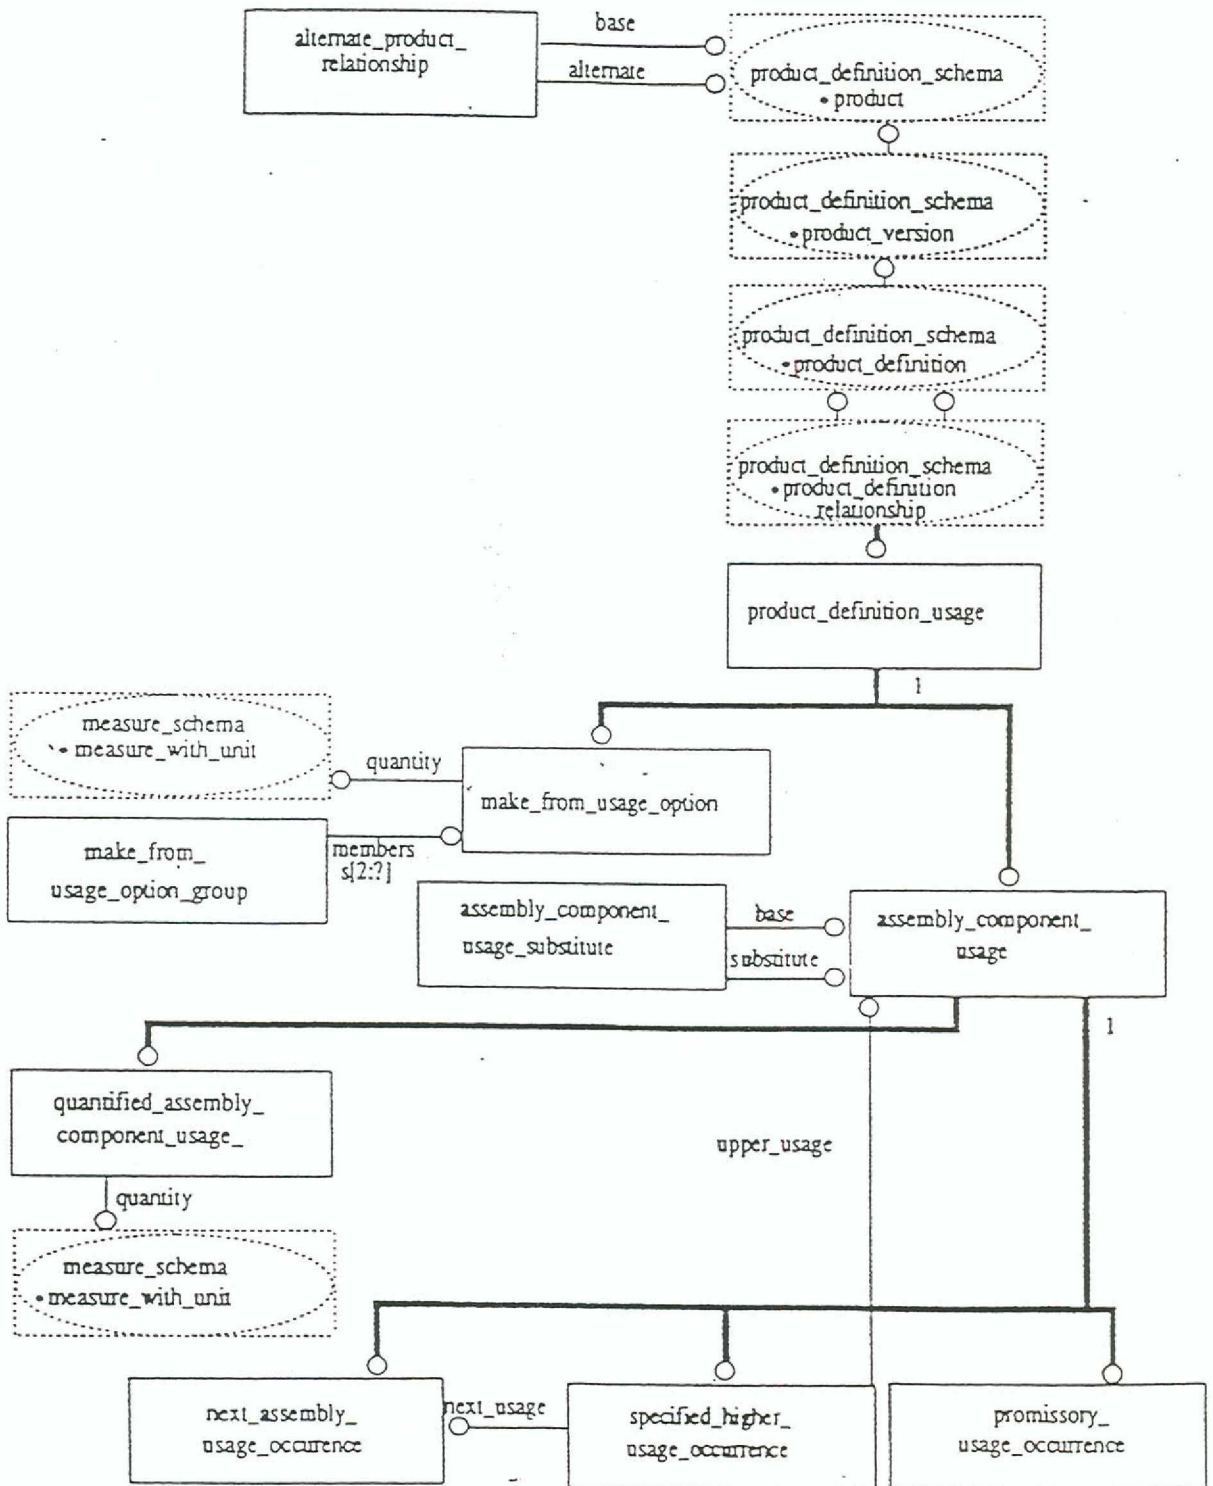 alternate_product_
relationship
base
alternate
product_definition_schema
• product
product_definition_schema
• product_version
product_definition_schema
• product_definition
product_definition_schema
• product_definition
relationship
product_definition_usage
1
measure_schema
• measure_with_unit
quantity
make_from_usage_option
make_from_
usage_option_group
members
s[2:?]
assembly_component_
usage_substitute
base
substitute
assembly_component_
usage
1
quantified_assembly_
component_usage_
upper_usage
quantity
measure_schema
• measure_with_unit
next_assembly_
usage_occurrence
next_usage
specified_higher_
usage_occurrence
promissory_
usage_occurrence